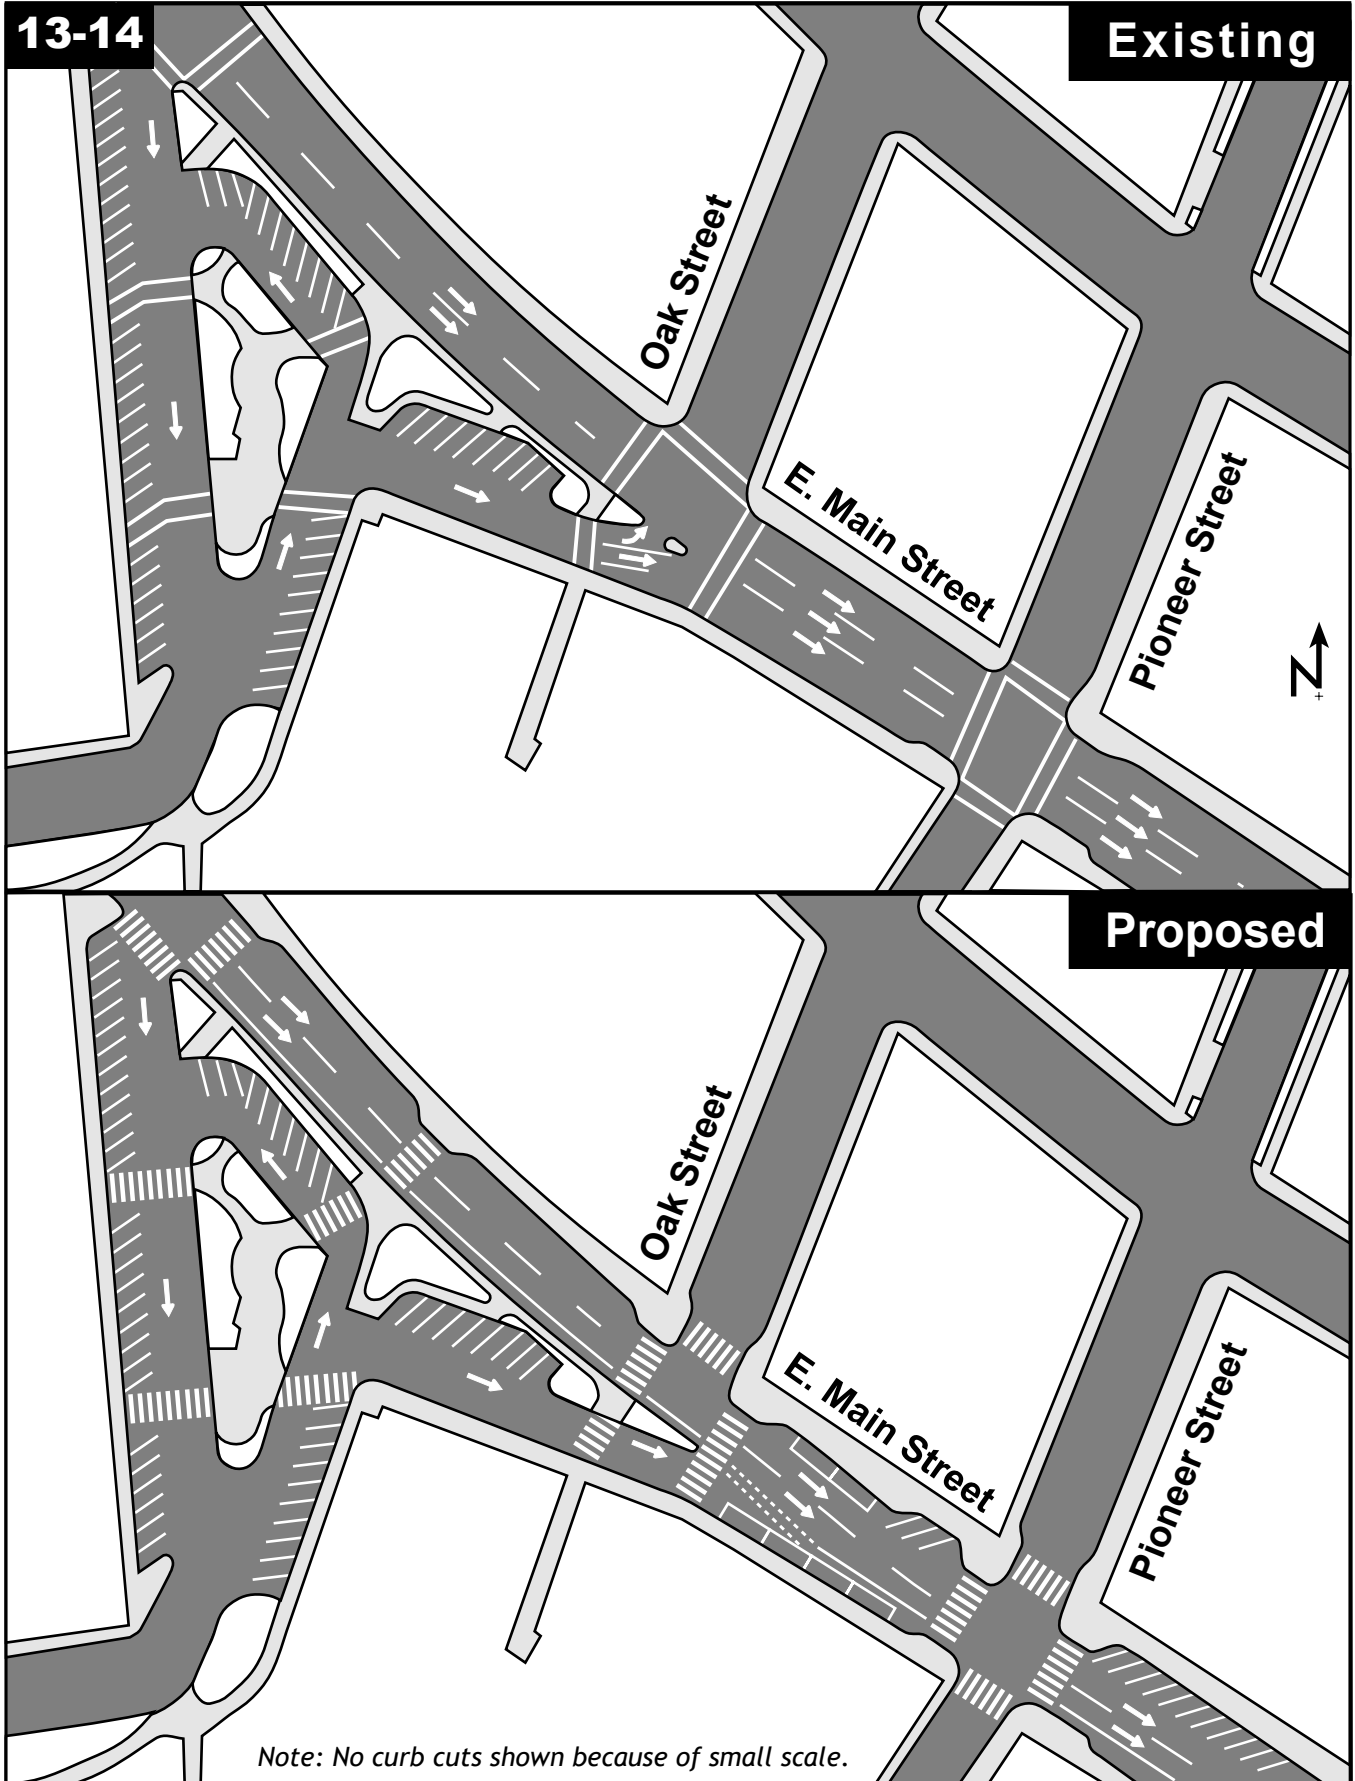 13-14
Existing
Oak Street
E. Main Street
Pioneer Street
N
Proposed
Oak Street
E. Main Street
Pioneer Street
Note: No curb cuts shown because of small scale.